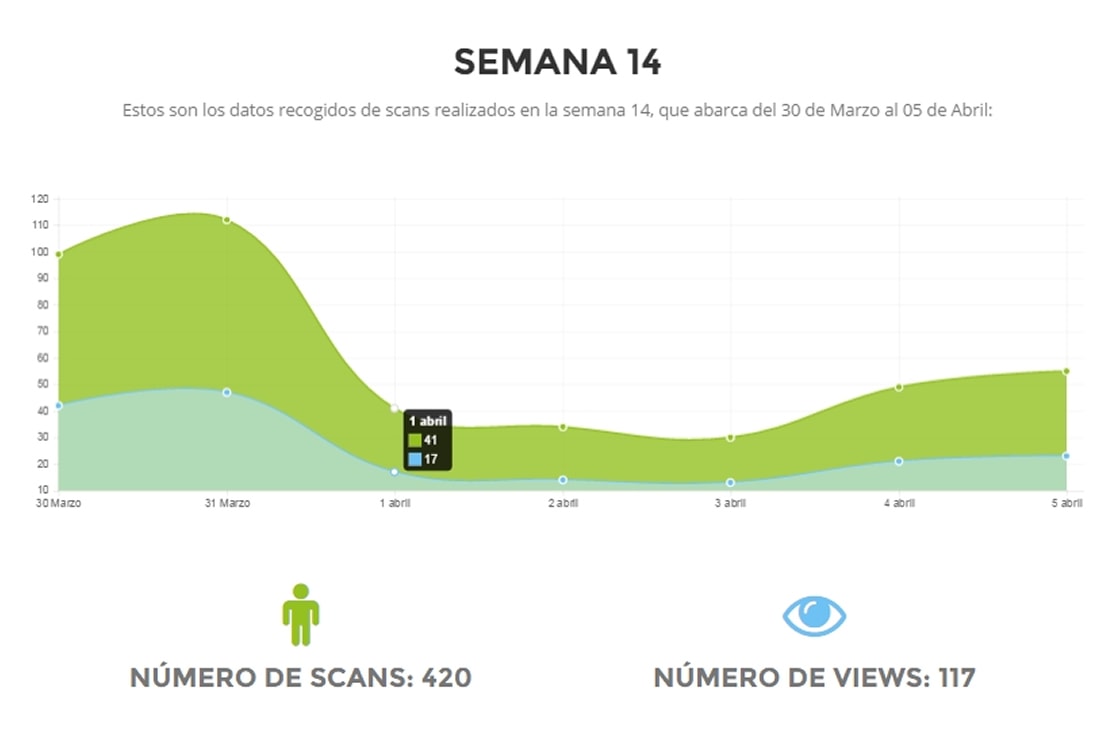 SEMANA 14
Estos son los datos recogidos de scans realizados en la semana 14, que abarca del 30 de Marzo al 05 de Abril:
120
110
100
90
80
70
60
50
40
30
20
10
1 abril
41
17
30 Marzo 31 Marzo 1 abril 2 abril 3 abril 4 abril 5 abril
NÚMERO DE SCANS: 420 NÚMERO DE VIEWS: 117